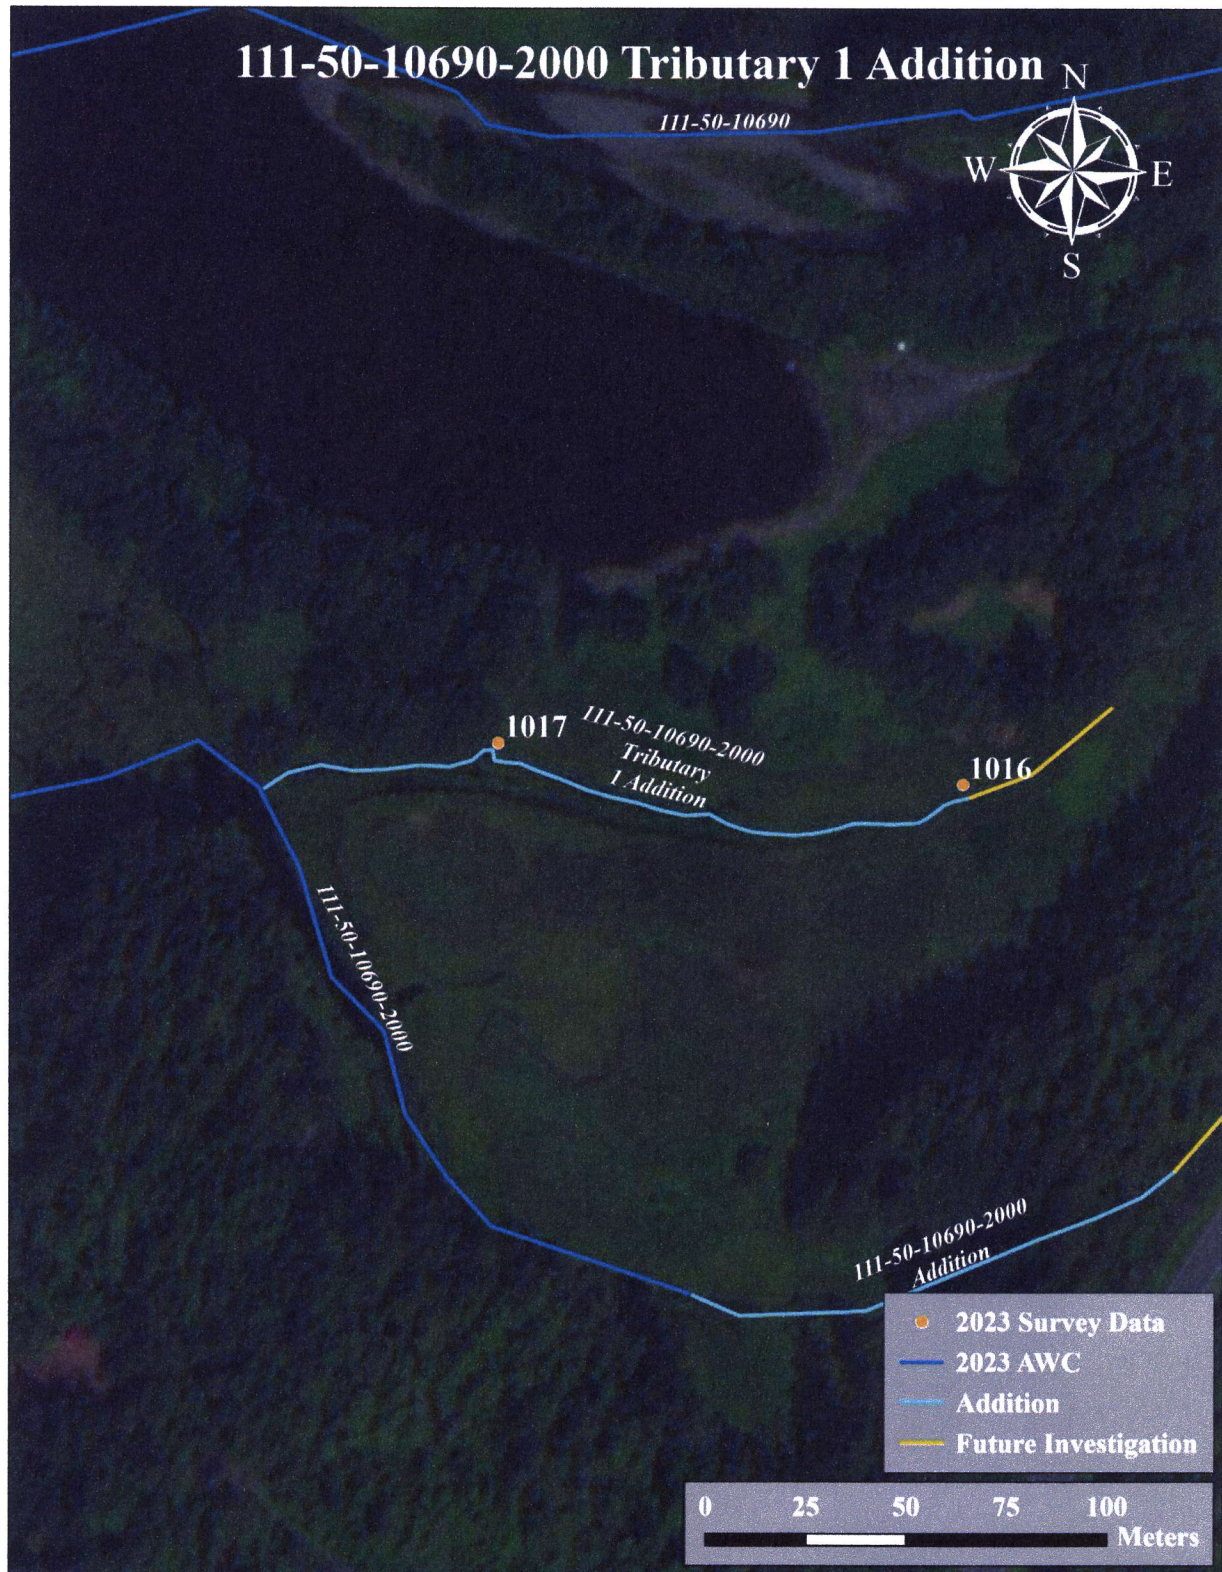 111-50-10690-2000 Tributary 1 Addition
N
W
E
S
111-50-10690
1017
111-50-10690-2000
Tributary
1 Addition
1016
111-50-10690-2000
111-50-10690-2000
Addition
2023 Survey Data
2023 AWC
Addition
Future Investigation
0 25 50 75 100
Meters